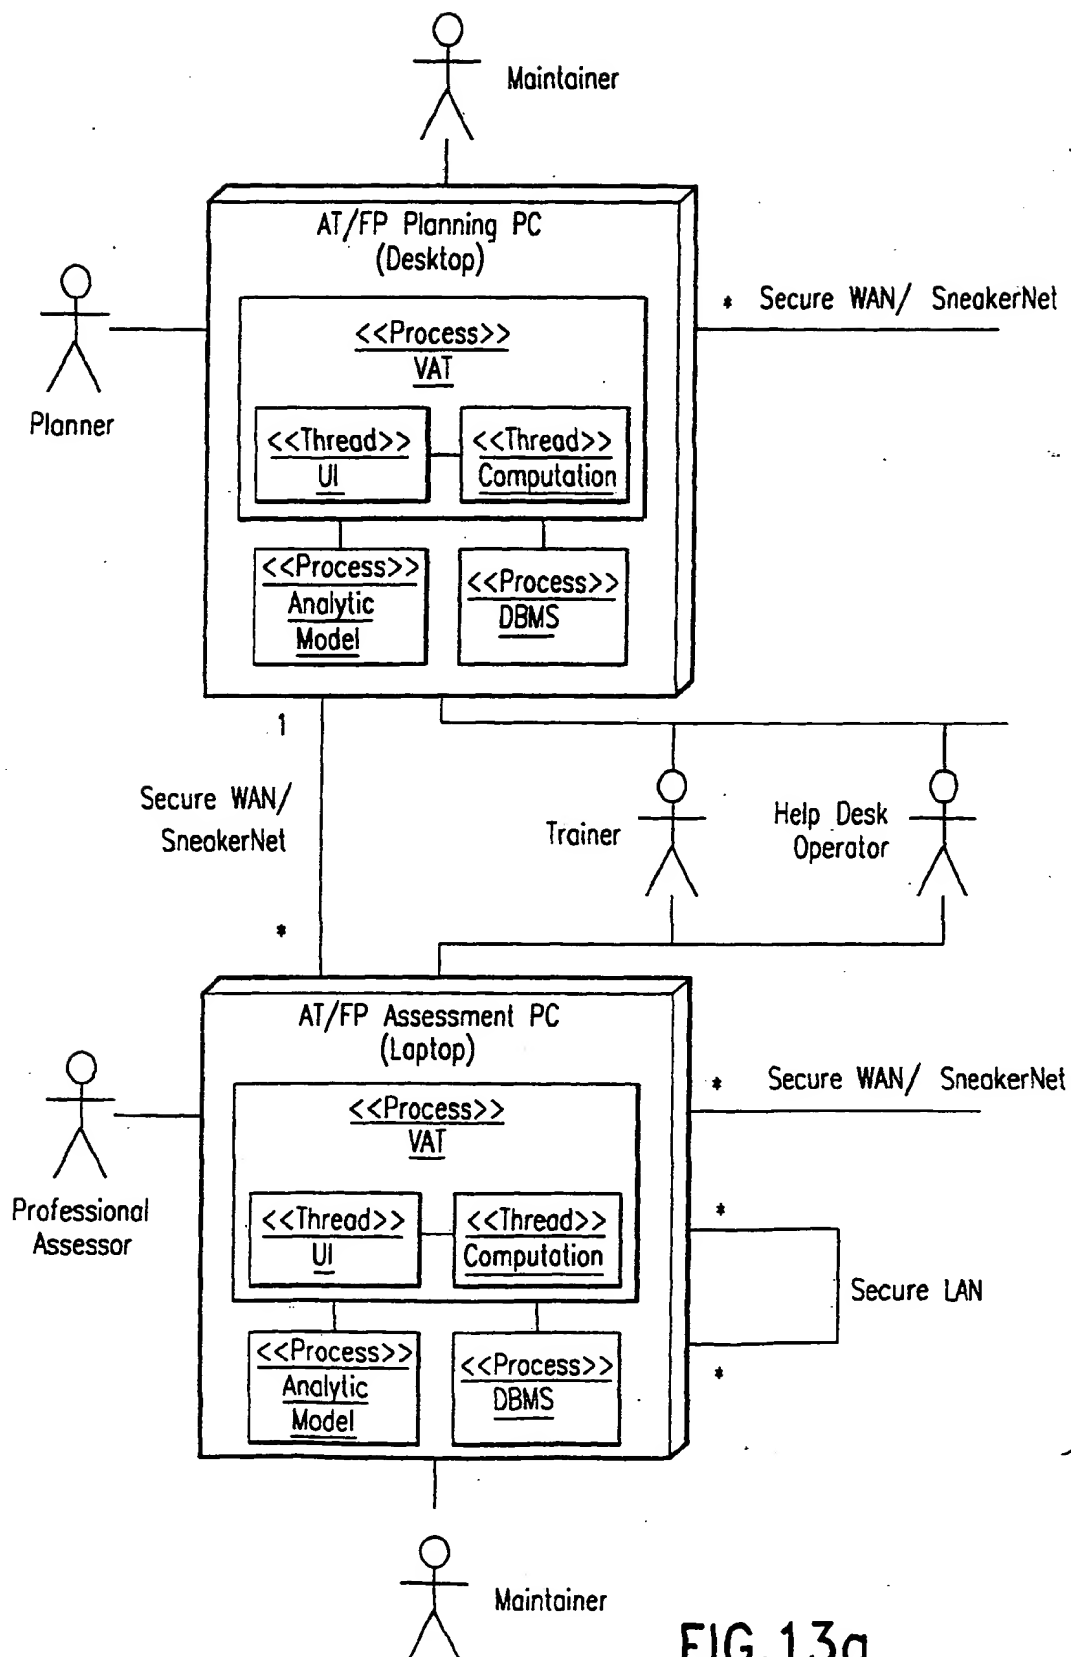 Maintainer
AT/FP Planning PC
(Desktop)
* Secure WAN/ SneakerNet
<<Process>>
VAT
Planner
<<Thread>>
UI
<<Thread>>
Computation
<<Process>>
Analytic
Model
<<Process>>
DBMS
1
Secure WAN/
SneakerNet
*
Trainer
Help Desk
Operator
AT/FP Assessment PC
(Laptop)
* Secure WAN/ SneakerNet
<<Process>>
VAT
Professional
Assessor
<<Thread>>
UI
<<Thread>>
Computation
*
Secure LAN
*
<<Process>>
Analytic
Model
<<Process>>
DBMS
Maintainer
FIG.13a